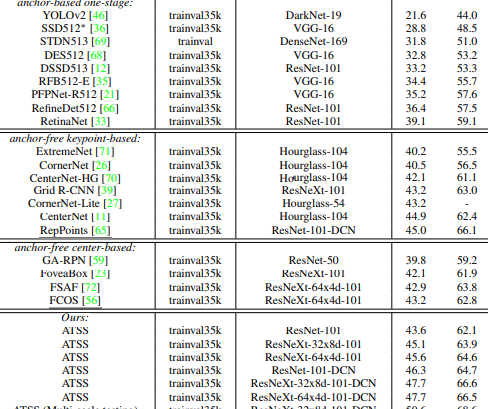 anchor-based one-stage:
YOLOv2 [46] trainval35k DarkNet-19 21.6 44.0
SSD512* [36] trainval35k VGG-16 28.8 48.5
STDN513 [69] trainval DenseNet-169 31.8 51.0
DES512 [68] trainval35k VGG-16 32.8 53.2
DSSD513 [12] trainval35k ResNet-101 33.2 53.3
RFB512-E [35] trainval35k VGG-16 34.4 55.7
PFPNet-R512 [21] trainval35k VGG-16 35.2 57.6
RefineDet512 [66] trainval35k ResNet-101 36.4 57.5
RetinaNet [33] trainval35k ResNet-101 39.1 59.1
anchor-free keypoint-based:
ExtremeNet [71] trainval35k Hourglass-104 40.2 55.5
CornerNet [26] trainval35k Hourglass-104 40.5 56.5
CenterNet-HG [70] trainval35k Hourglass-104 42.1 61.1
Grid R-CNN [39] trainval35k ResNeXt-101 43.2 63.0
CornerNet-Lite [27] trainval35k Hourglass-54 43.2 -
CenterNet [11] trainval35k Hourglass-104 44.9 62.4
RepPoints [65] trainval35k ResNet-101-DCN 45.0 66.1
anchor-free center-based:
GA-RPN [59] trainval35k ResNet-50 39.8 59.2
FoveaBox [23] trainval35k ResNeXt-101 42.1 61.9
FSAF [72] trainval35k ResNeXt-64x4d-101 42.9 63.8
FCOS [56] trainval35k ResNeXt-64x4d-101 43.2 62.8
Ours:
ATSS trainval35k ResNet-101 43.6 62.1
ATSS trainval35k ResNeXt-32x8d-101 45.1 63.9
ATSS trainval35k ResNeXt-64x4d-101 45.6 64.6
ATSS trainval35k ResNet-101-DCN 46.3 64.7
ATSS trainval35k ResNeXt-32x8d-101-DCN 47.7 66.6
ATSS trainval35k ResNeXt-64x4d-101-DCN 47.7 66.5